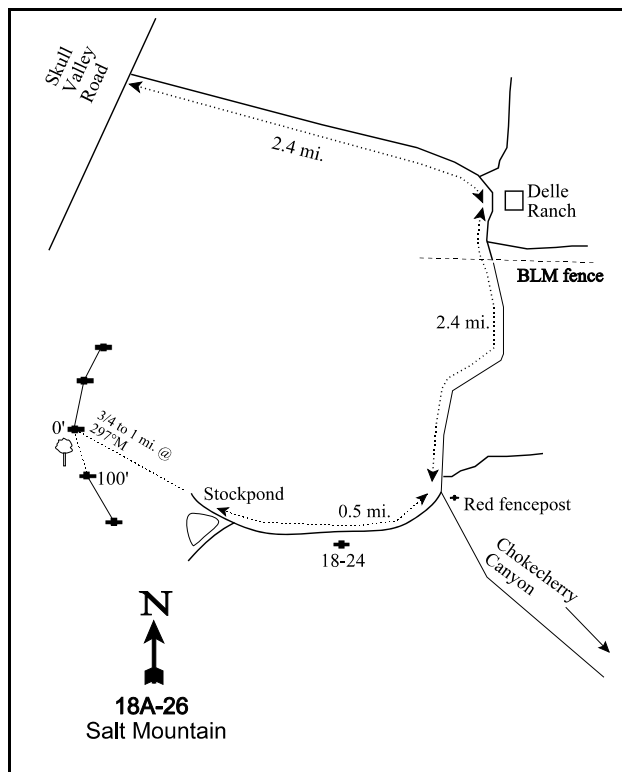 Skull
Valley
Road
2.4 mi.
Delle
Ranch
BLM fence
2.4 mi.
3/4 to 1 mi. @
297°M
0'
100'
Stockpond
0.5 mi.
Red fencepost
18-24
Chokecherry
Canyon
N
18A-26
Salt Mountain